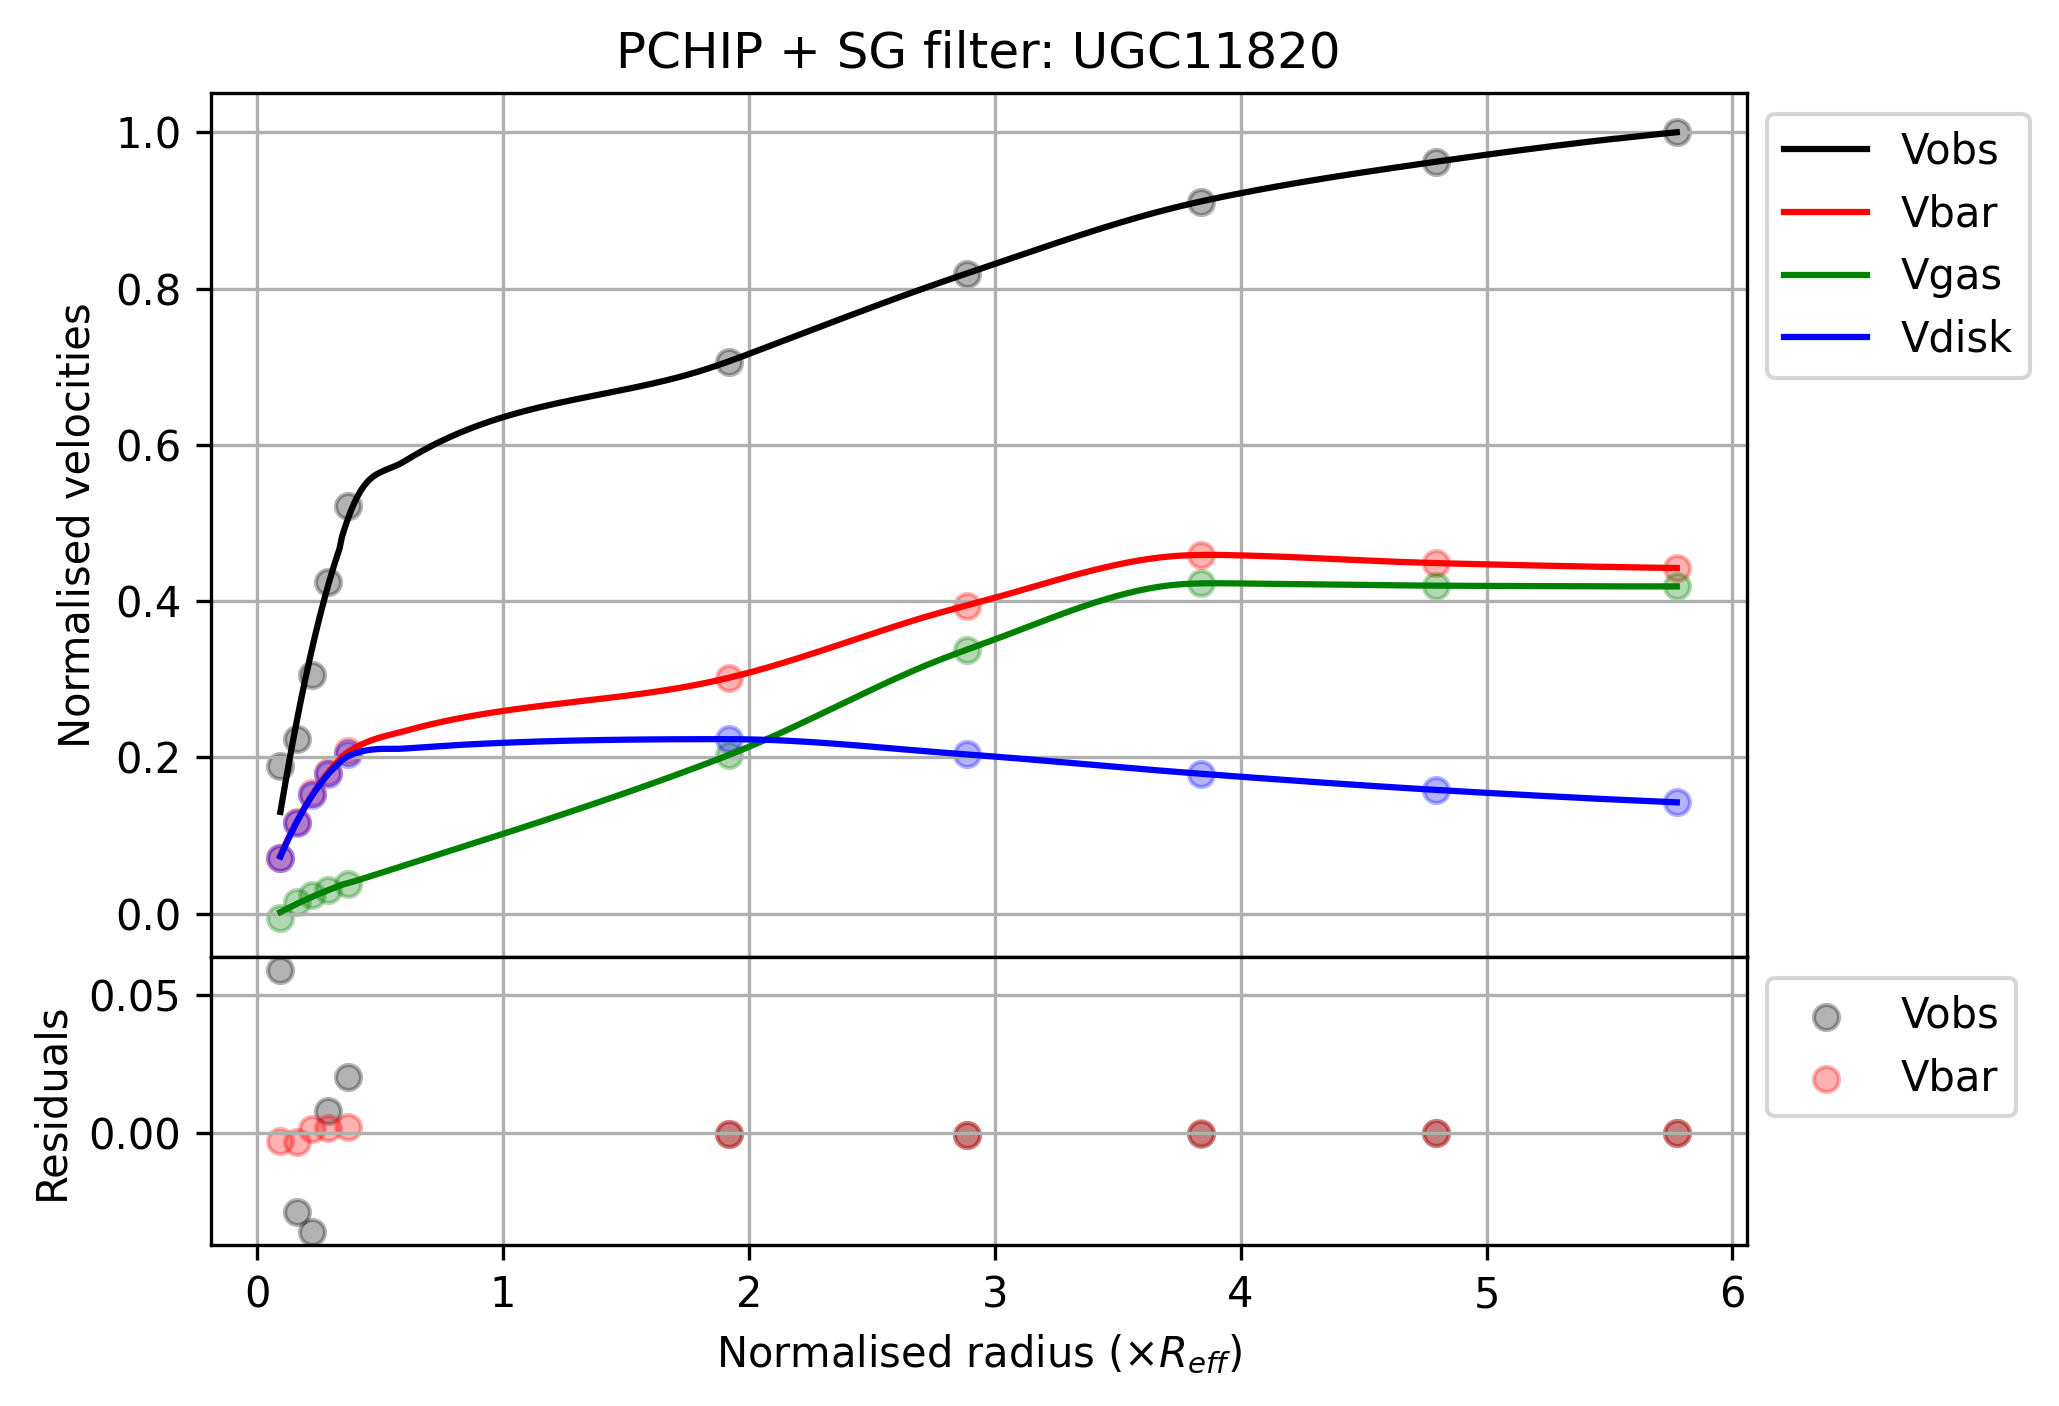 PCHIP + SG filter: UGC11820
Normalised velocities
1.0
0.8
0.6
0.4
0.2
0.0
Vobs
Vbar
Vgas
Vdisk
Residuals
0.05
0.00
Vobs
Vbar
0 1 2 3 4 5 6
Normalised radius (×R_eff)